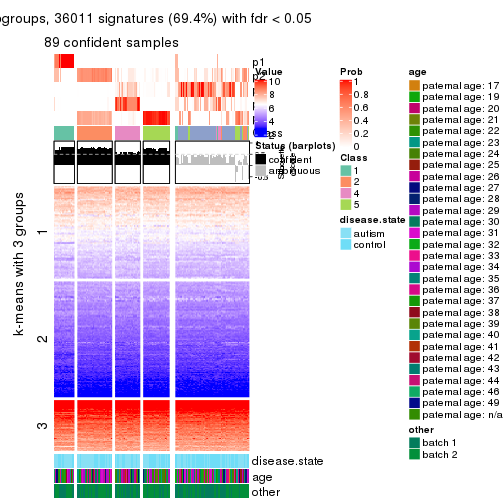 ogroups, 36011 signatures (69.4%) with fdr < 0.05
89 confident samples
k-means with 3 groups
1
2
3
p1
p2
Value
10
8
6
4
Class
Status (barplots)
confident
ambiguous
disease.state
age
other
Prob
1
0.8
0.6
0.4
0.2
0
Class
1
2
4
5
disease.state
autism
control
age
paternal age: 17
paternal age: 19
paternal age: 20
paternal age: 21
paternal age: 22
paternal age: 23
paternal age: 24
paternal age: 25
paternal age: 26
paternal age: 27
paternal age: 28
paternal age: 29
paternal age: 30
paternal age: 31
paternal age: 32
paternal age: 33
paternal age: 34
paternal age: 35
paternal age: 36
paternal age: 37
paternal age: 38
paternal age: 39
paternal age: 40
paternal age: 41
paternal age: 42
paternal age: 43
paternal age: 44
paternal age: 46
paternal age: 49
paternal age: n/a
other
batch 1
batch 2